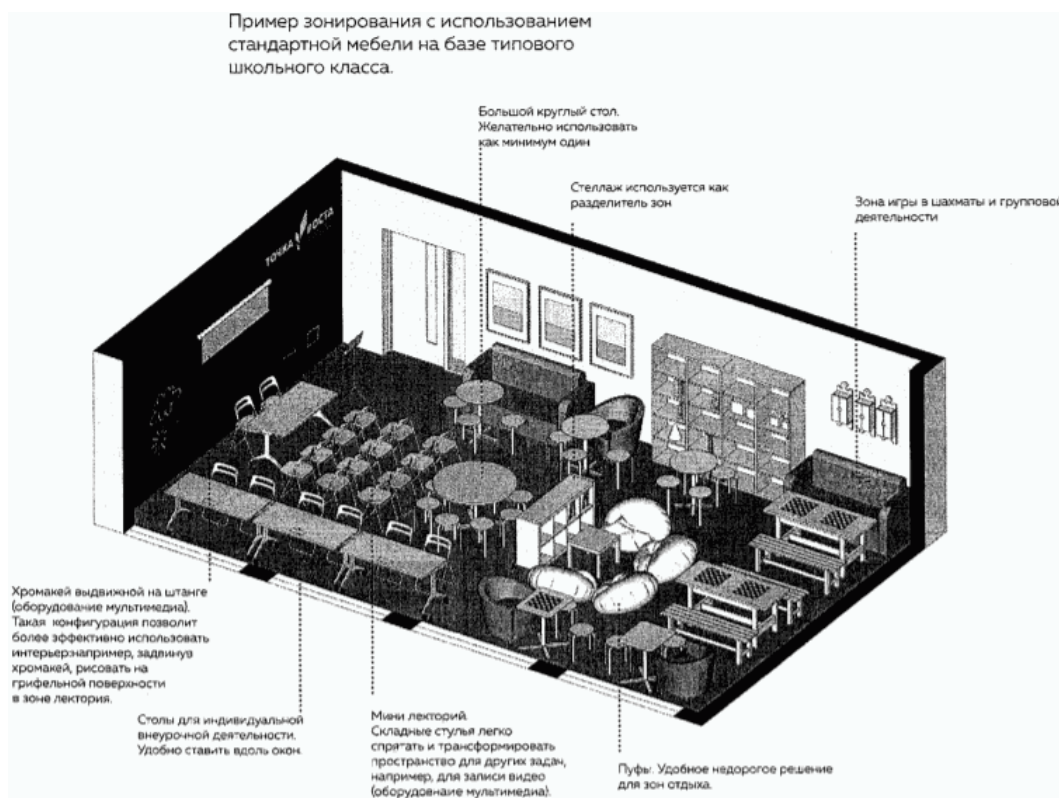 Пример зонирования с использованием
стандартной мебели на базе типового
школьного класса.
Большой круглый стол.
Желательно использовать
как минимум один
Стеллаж используется как
разделитель зон
Зона игры в шахматы и групповой
деятельности
ТОЧКА РОСТА
Хромакей выдвижной на штанге
(оборудование мультимедиа).
Такая конфигурация позволит
более эффективно использовать
интерьер:например, задвинув
хромакей, рисовать на
грифельной поверхности
в зоне лектория.
Столы для индивидуальной
внеурочной деятельности.
Удобно ставить вдоль окон.
Мини лекторий.
Складные стулья легко
спрятать и трансформировать
пространство для других задач,
например, для записи видео
(оборудовнаие мультимедиа).
Пуфы. Удобное недорогое решение
для зон отдыха.